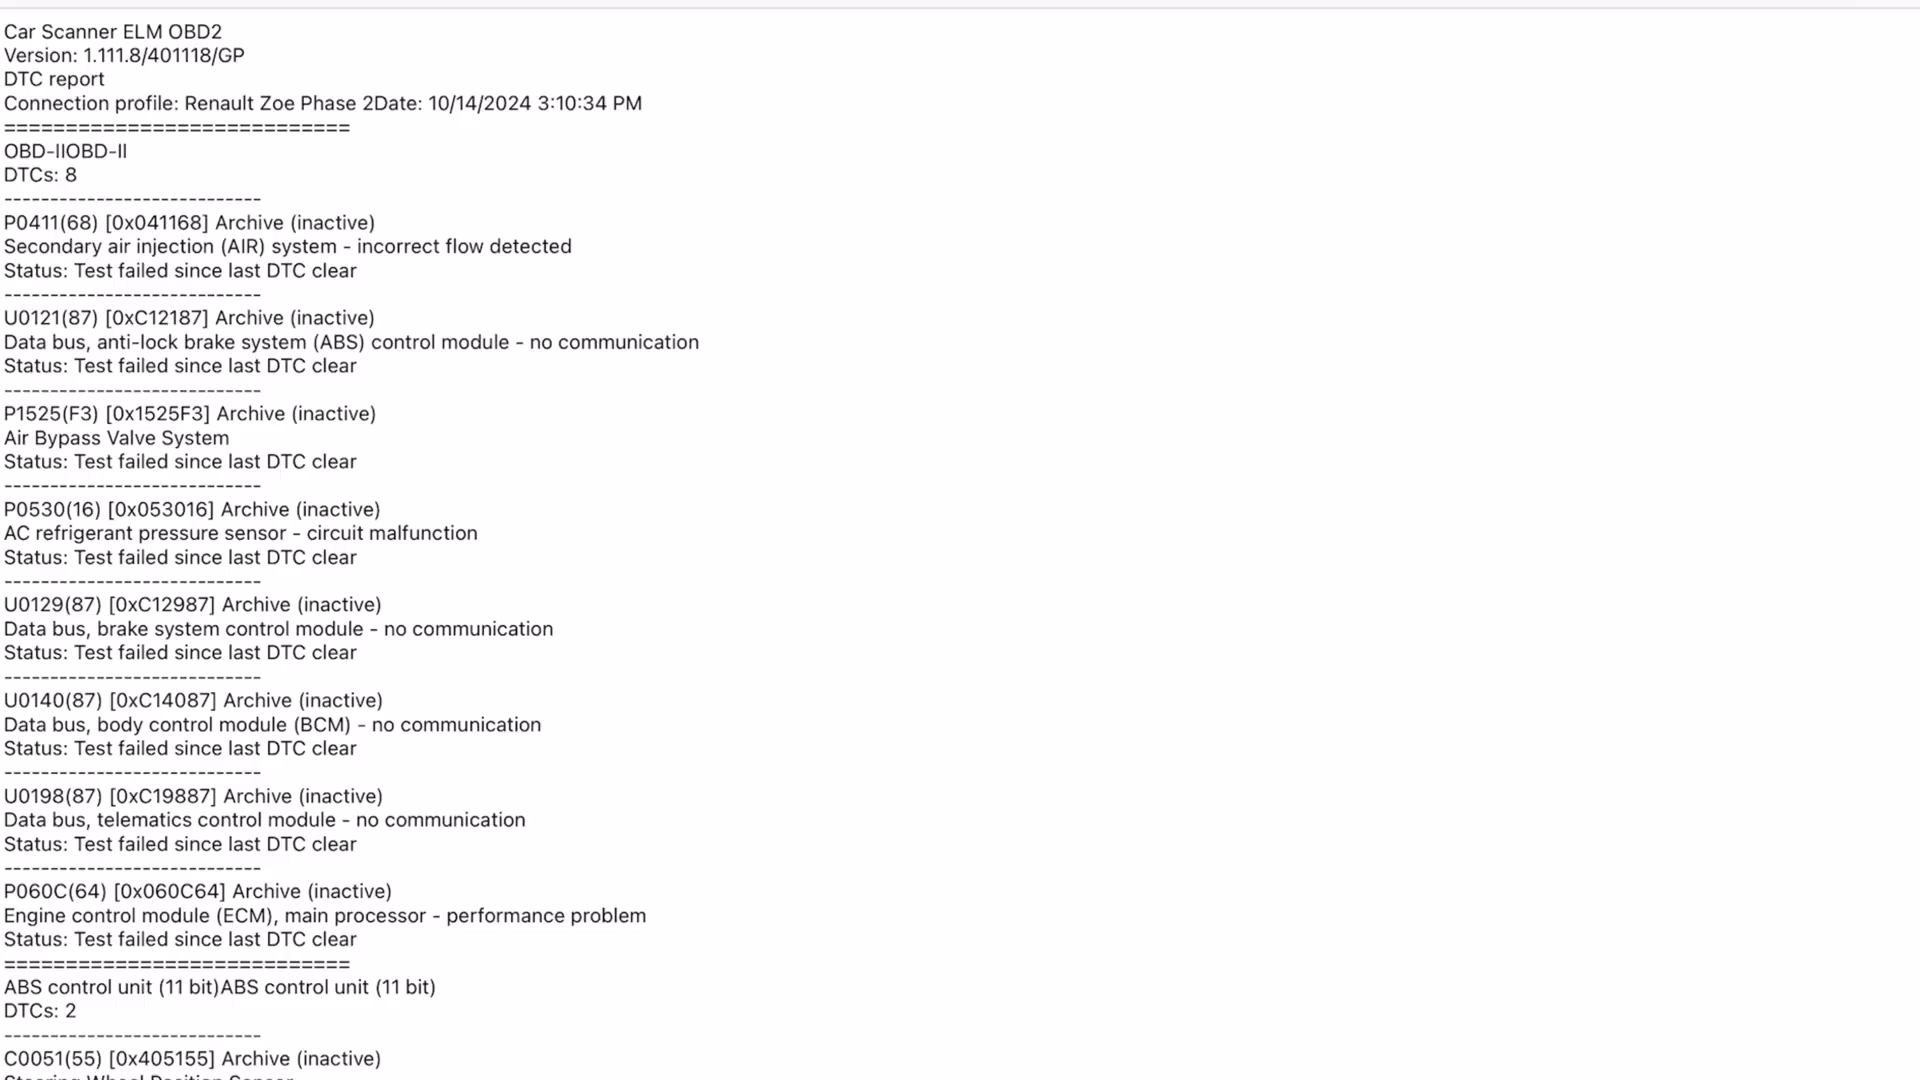 Car Scanner ELM OBD2
Version: 1.111.8/401118/GP
DTC report
Connection profile: Renault Zoe Phase 2Date: 10/14/2024 3:10:34 PM
============================
OBD-IIOBD-II
DTCs: 8
----------------------------
P0411(68) [0x041168] Archive (inactive)
Secondary air injection (AIR) system - incorrect flow detected
Status: Test failed since last DTC clear
----------------------------
U0121(87) [0xC12187] Archive (inactive)
Data bus, anti-lock brake system (ABS) control module - no communication
Status: Test failed since last DTC clear
----------------------------
P1525(F3) [0x1525F3] Archive (inactive)
Air Bypass Valve System
Status: Test failed since last DTC clear
----------------------------
P0530(16) [0x053016] Archive (inactive)
AC refrigerant pressure sensor - circuit malfunction
Status: Test failed since last DTC clear
----------------------------
U0129(87) [0xC12987] Archive (inactive)
Data bus, brake system control module - no communication
Status: Test failed since last DTC clear
----------------------------
U0140(87) [0xC14087] Archive (inactive)
Data bus, body control module (BCM) - no communication
Status: Test failed since last DTC clear
----------------------------
U0198(87) [0xC19887] Archive (inactive)
Data bus, telematics control module - no communication
Status: Test failed since last DTC clear
----------------------------
P060C(64) [0x060C64] Archive (inactive)
Engine control module (ECM), main processor - performance problem
Status: Test failed since last DTC clear
============================
ABS control unit (11 bit)ABS control unit (11 bit)
DTCs: 2
----------------------------
C0051(55) [0x405155] Archive (inactive)
Steering Wheel Position Sensor